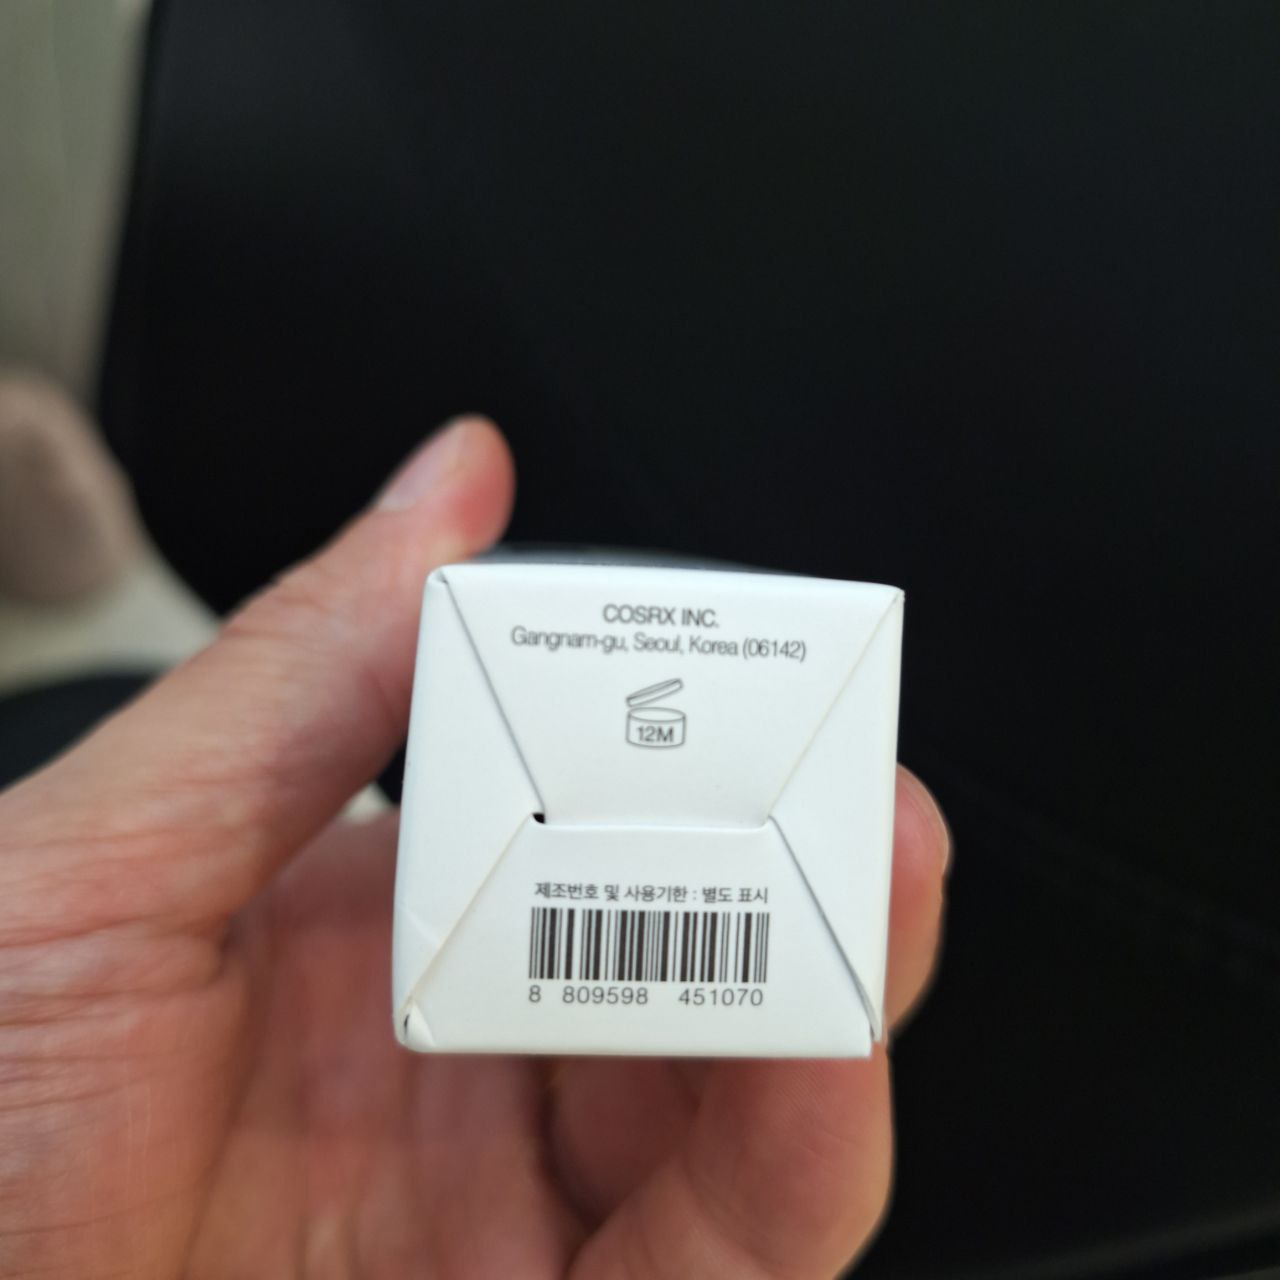 COSRX INC.
Gangnam-gu, Seoul, Korea (06142)
12M
제조번호 및 사용기한 : 별도 표시
8 809598 451070